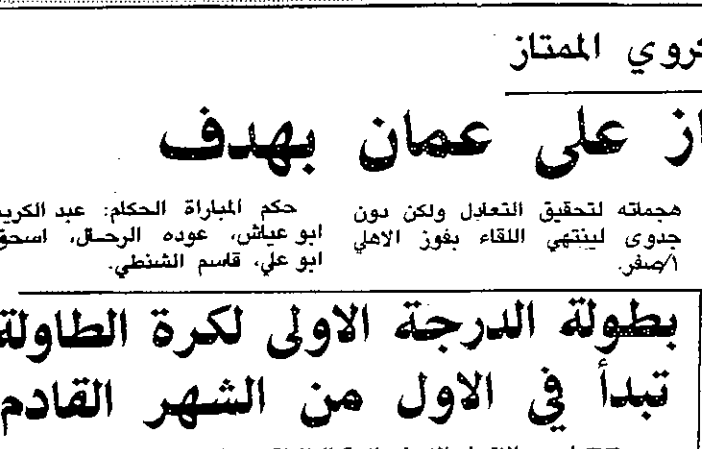 كروي الممتاز
از على عمان بهدف
هجماته لتحقيق التعادل ولكن دون
جدوى لينتهي اللقاء بفوز الاهلي
١/صفر.
حكم المباراة الحكام: عبد الكريم
ابو عياش، عوده الرحال، اسحق
ابو علي، قاسم الشنطي.
بطولة الدرجة الاولى لكرة الطاولة
تبدأ في الاول من الشهر القادم